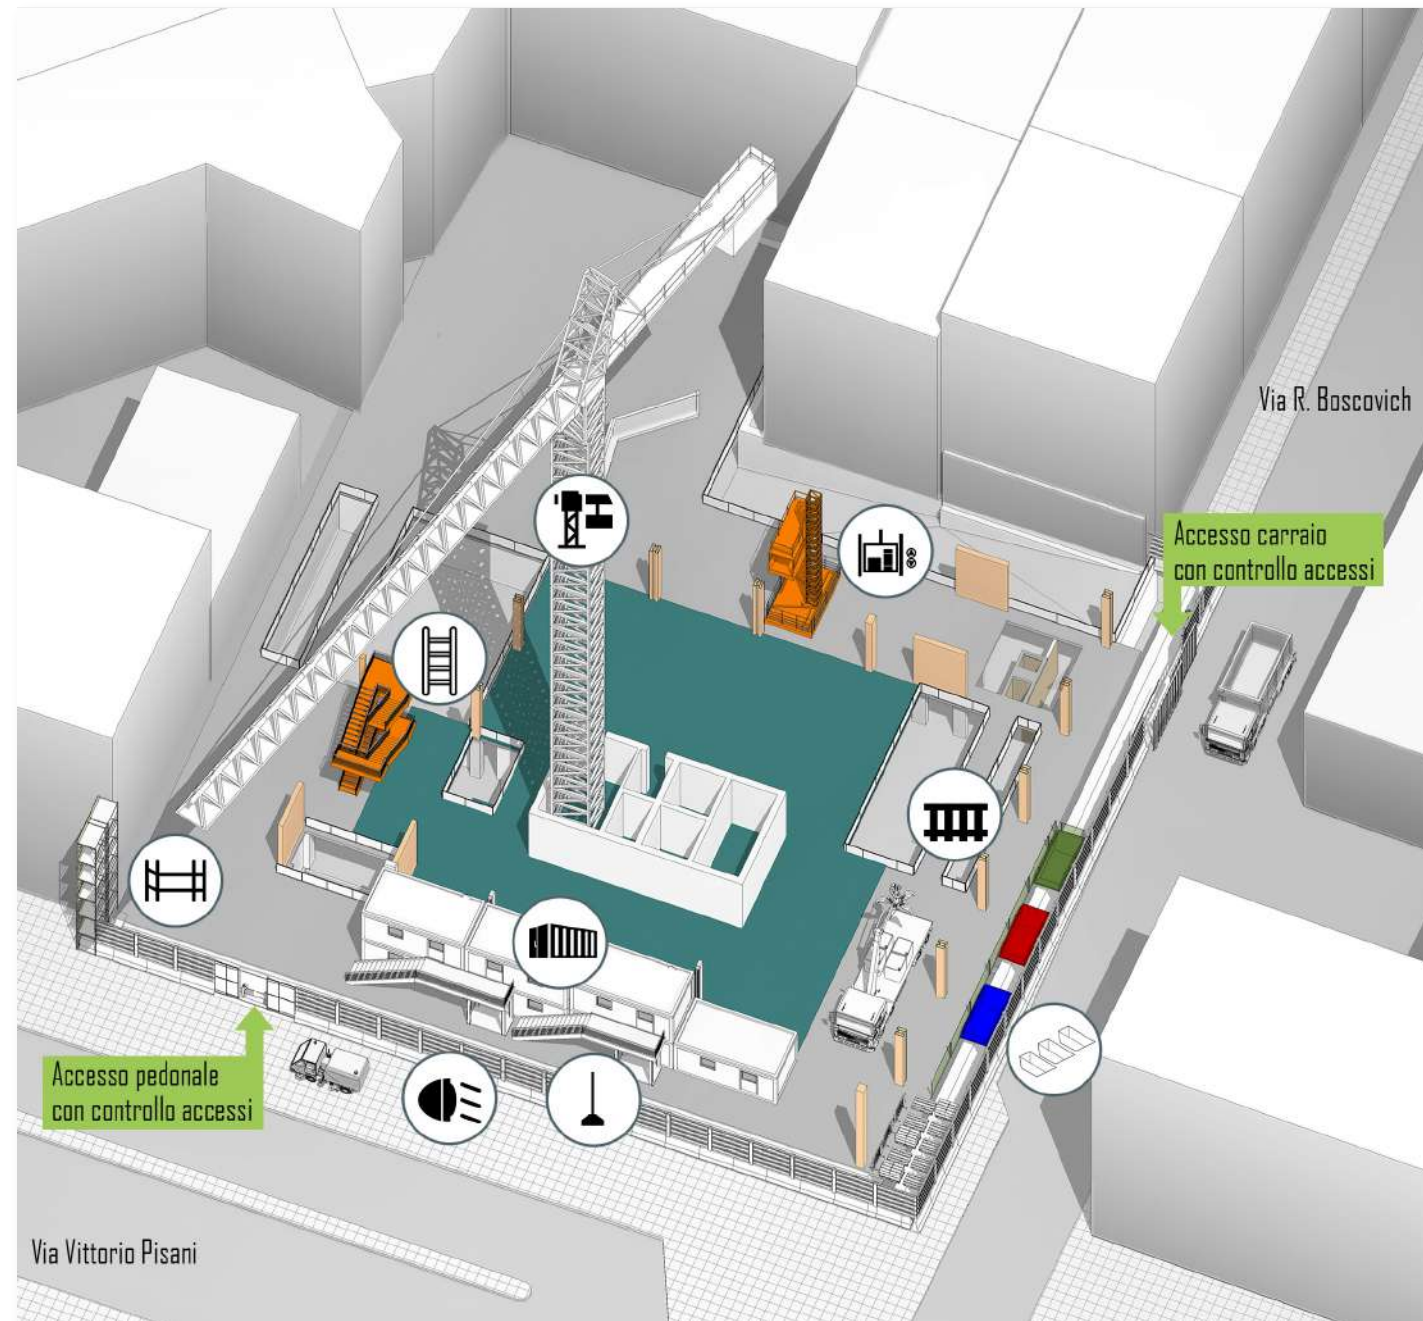 Via R. Boscovich
Accesso carraio
con controllo accessi
Accesso pedonale
con controllo accessi
Via Vittorio Pisani